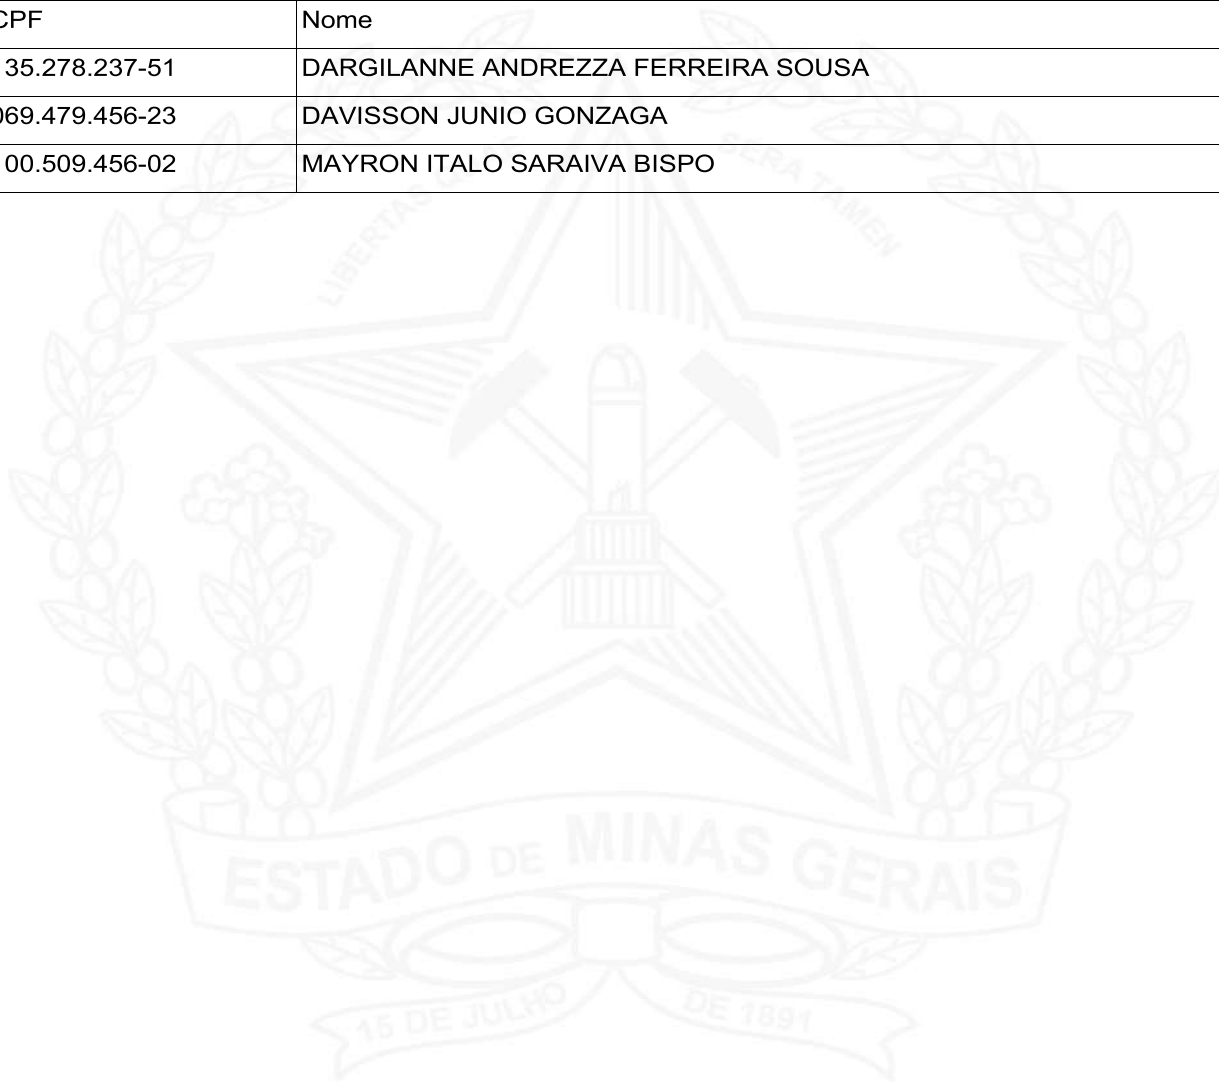 CPF Nome
35.278.237-51 DARGILANNE ANDREZZA FERREIRA SOUSA
069.479.456-23 DAVISSON JUNIO GONZAGA
00.509.456-02 MAYRON ITALO SARAIVA BISPO
LIBERTAS QUAE SERA TAMEN
ESTADO DE MINAS GERAIS
15 DE JULHO DE 1891